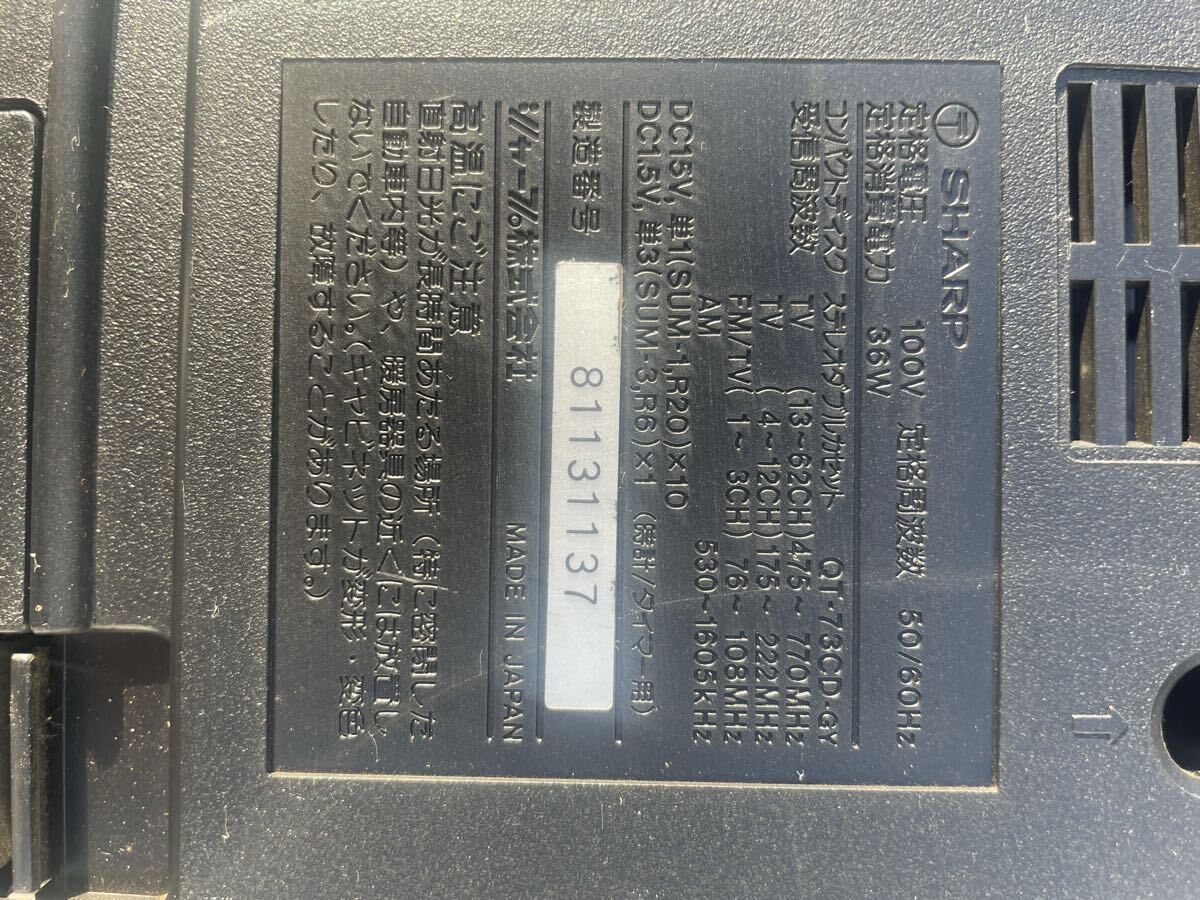 〒 SHARP
定格電圧 100V 定格周波数 50/60Hz
定格消費電力 36W
コンパクトディスク ステレオダブルカセット QT-73CD-GY
受信周波数 TV (13~62CH) 475~ 770MHz
TV ( 4~12CH) 175~ 222MHz
FM/TV( 1~ 3CH) 76~ 108MHz
AM 530~1605KHz
DC15V, 単1(SUM-1,R20)×10
DC1.5V, 単3(SUM-3,R6)×1 (時計/タイマー用)
製造番号 81131137
シャープ株式会社 MADE IN JAPAN
高温にご注意
直射日光が長時間あたる場所(特に密閉した
自動車内等)や、暖房器具の近くには放置し
ないでください。(キャビネットが変形・変色
したり、故障することがあります。)